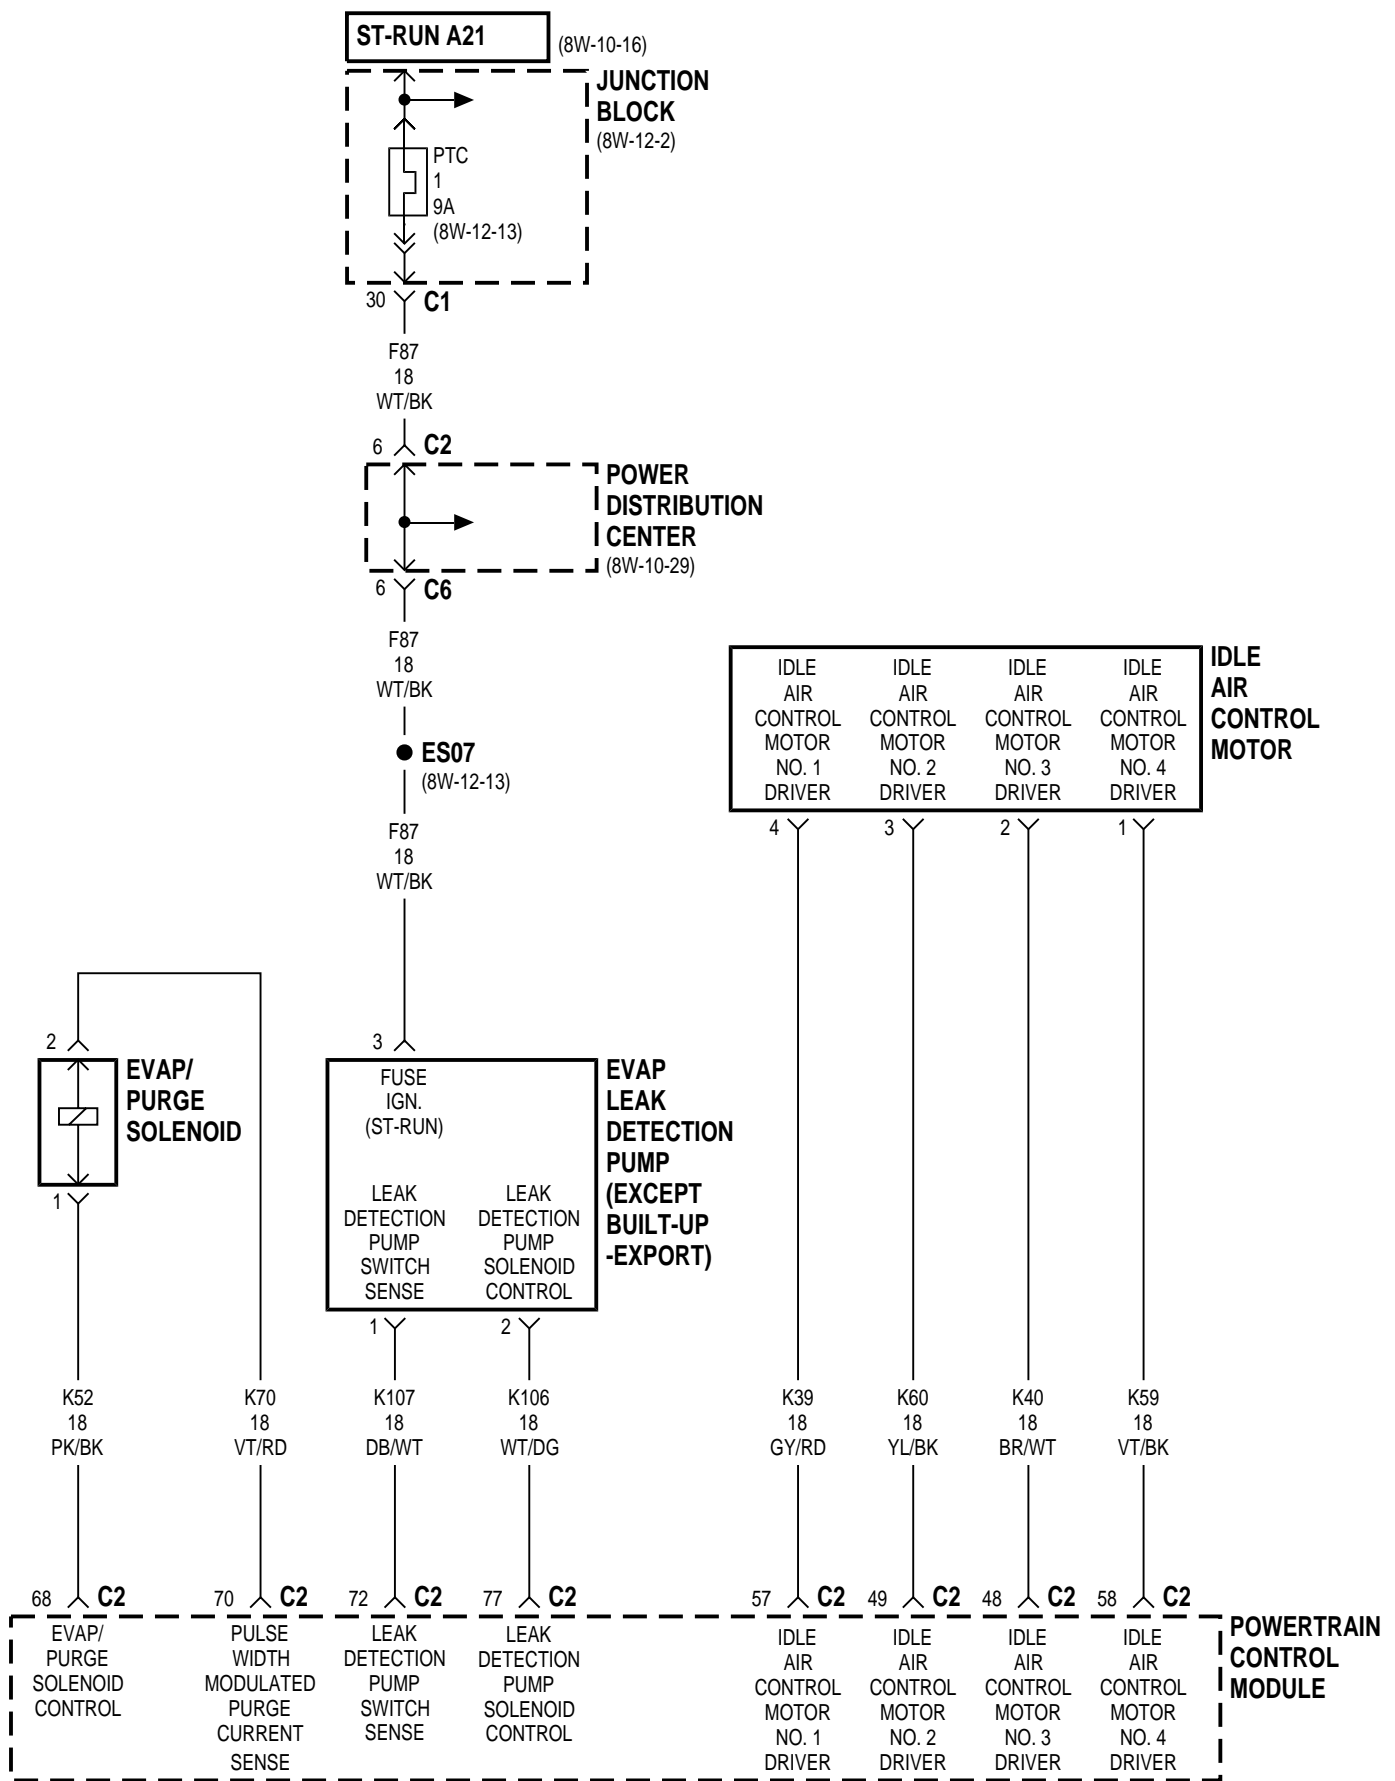 ST-RUN A21
(8W-10-16)
JUNCTION
BLOCK
(8W-12-2)
PTC
1
9A
(8W-12-13)
30 C1
F87
18
WT/BK
6 C2
POWER
DISTRIBUTION
CENTER
(8W-10-29)
6 C6
F87
18
WT/BK
ES07
(8W-12-13)
F87
18
WT/BK
IDLE
AIR
CONTROL
MOTOR
NO. 1
DRIVER
IDLE
AIR
CONTROL
MOTOR
NO. 2
DRIVER
IDLE
AIR
CONTROL
MOTOR
NO. 3
DRIVER
IDLE
AIR
CONTROL
MOTOR
NO. 4
DRIVER
IDLE
AIR
CONTROL
MOTOR
4 3 2 1
2
EVAP/
PURGE
SOLENOID
1
3
FUSE
IGN.
(ST-RUN)
LEAK
DETECTION
PUMP
SWITCH
SENSE
LEAK
DETECTION
PUMP
SOLENOID
CONTROL
EVAP
LEAK
DETECTION
PUMP
(EXCEPT
BUILT-UP
-EXPORT)
1 2
K52
18
PK/BK
K70
18
VT/RD
K107
18
DB/WT
K106
18
WT/DG
K39
18
GY/RD
K60
18
YL/BK
K40
18
BR/WT
K59
18
VT/BK
68 C2 70 C2 72 C2 77 C2 57 C2 49 C2 48 C2 58 C2
EVAP/
PURGE
SOLENOID
CONTROL
PULSE
WIDTH
MODULATED
PURGE
CURRENT
SENSE
LEAK
DETECTION
PUMP
SWITCH
SENSE
LEAK
DETECTION
PUMP
SOLENOID
CONTROL
IDLE
AIR
CONTROL
MOTOR
NO. 1
DRIVER
IDLE
AIR
CONTROL
MOTOR
NO. 2
DRIVER
IDLE
AIR
CONTROL
MOTOR
NO. 3
DRIVER
IDLE
AIR
CONTROL
MOTOR
NO. 4
DRIVER
POWERTRAIN
CONTROL
MODULE